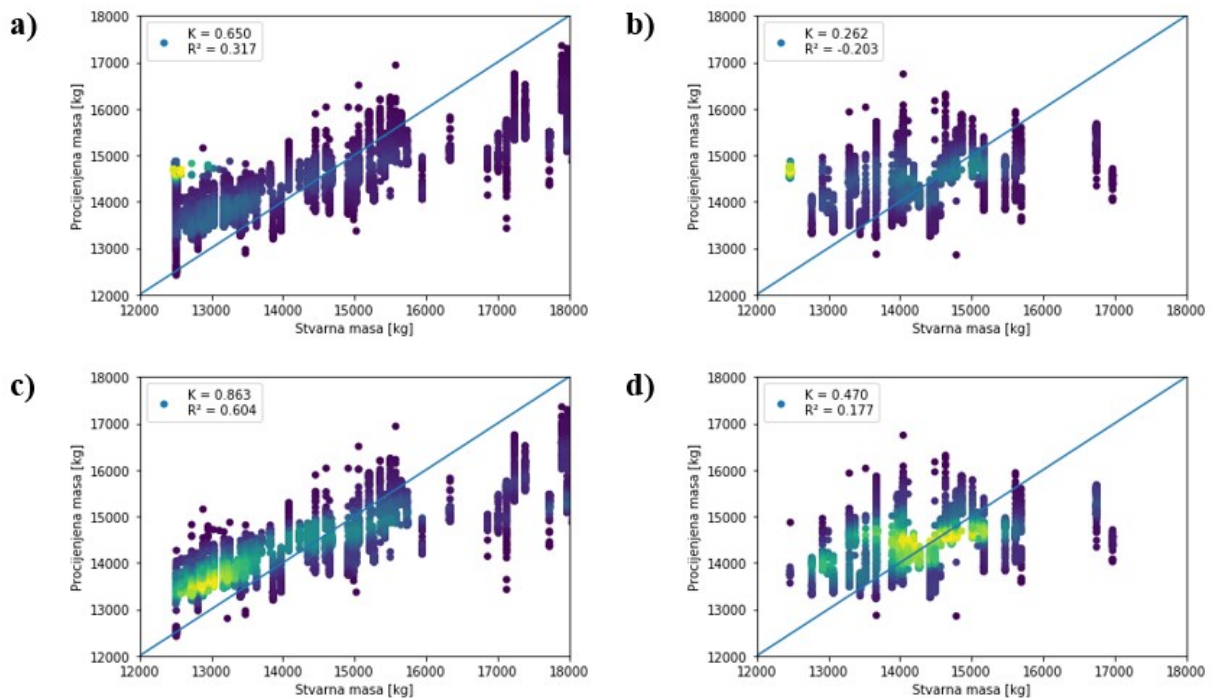 a)
K = 0.650
R² = 0.317
Procijenjena masa [kg]
18000
17000
16000
15000
14000
13000
12000
12000 13000 14000 15000 16000 17000 18000
Stvarna masa [kg]
b)
K = 0.262
R² = -0.203
Procijenjena masa [kg]
18000
17000
16000
15000
14000
13000
12000
12000 13000 14000 15000 16000 17000 18000
Stvarna masa [kg]
c)
K = 0.863
R² = 0.604
Procijenjena masa [kg]
18000
17000
16000
15000
14000
13000
12000
12000 13000 14000 15000 16000 17000 18000
Stvarna masa [kg]
d)
K = 0.470
R² = 0.177
Procijenjena masa [kg]
18000
17000
16000
15000
14000
13000
12000
12000 13000 14000 15000 16000 17000 18000
Stvarna masa [kg]